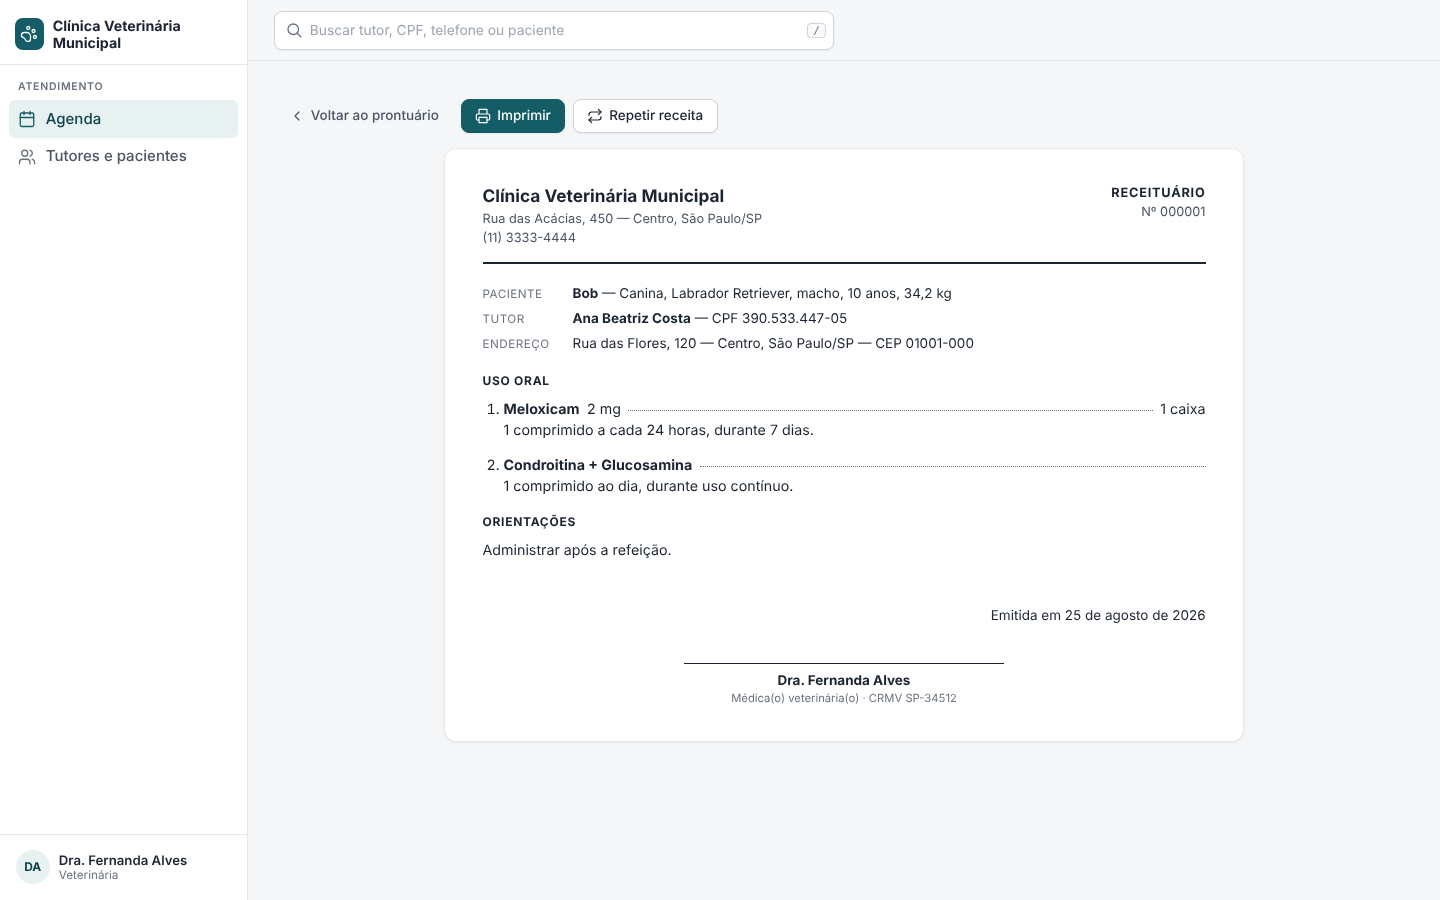 Clínica Veterinária
Municipal
Buscar tutor, CPF, telefone ou paciente
/
ATENDIMENTO
Agenda
Tutores e pacientes
Voltar ao prontuário
Imprimir
Repetir receita
Clínica Veterinária Municipal
RECEITUÁRIO
Rua das Acácias, 450 — Centro, São Paulo/SP
Nº 000001
(11) 3333-4444
PACIENTE Bob — Canina, Labrador Retriever, macho, 10 anos, 34,2 kg
TUTOR Ana Beatriz Costa — CPF 390.533.447-05
ENDEREÇO Rua das Flores, 120 — Centro, São Paulo/SP — CEP 01001-000
USO ORAL
1. Meloxicam 2 mg 1 caixa
1 comprimido a cada 24 horas, durante 7 dias.
2. Condroitina + Glucosamina
1 comprimido ao dia, durante uso contínuo.
ORIENTAÇÕES
Administrar após a refeição.
Emitida em 25 de agosto de 2026
Dra. Fernanda Alves
Médica(o) veterinária(o) · CRMV SP-34512
DA
Dra. Fernanda Alves
Veterinária